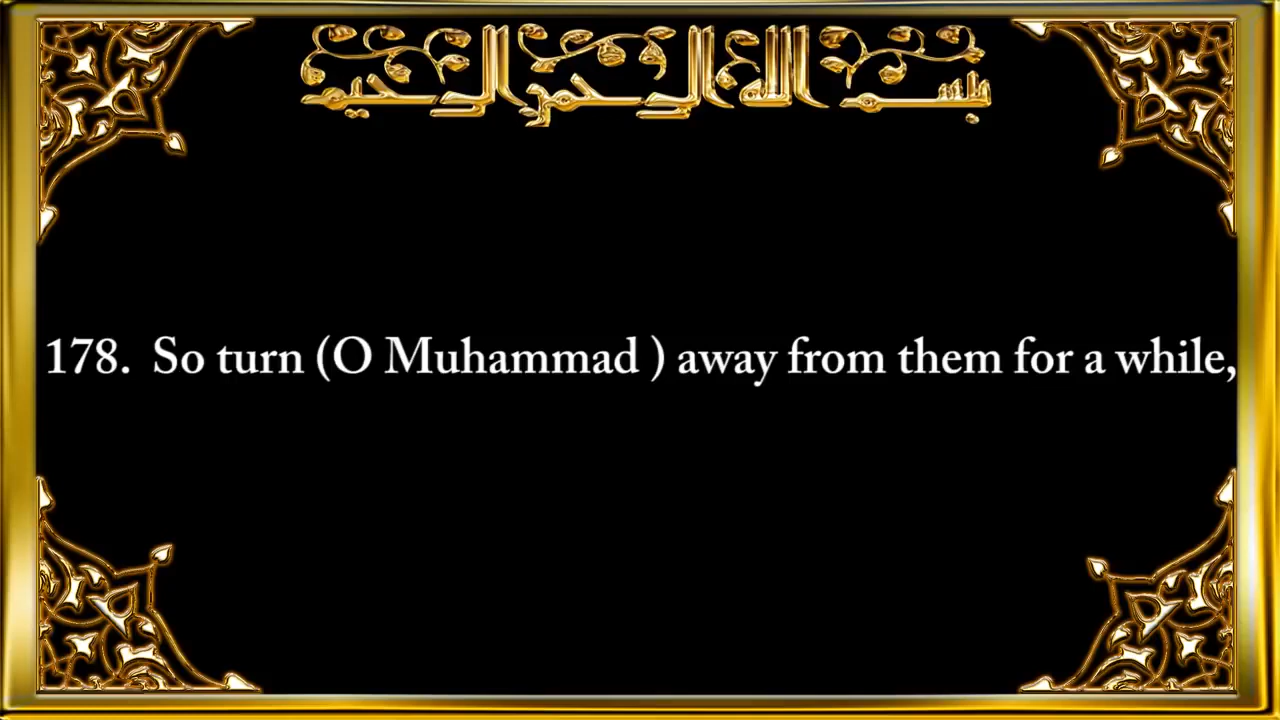 بسم الله الرحمن الرحيم
178. So turn (O Muhammad ) away from them for a while,